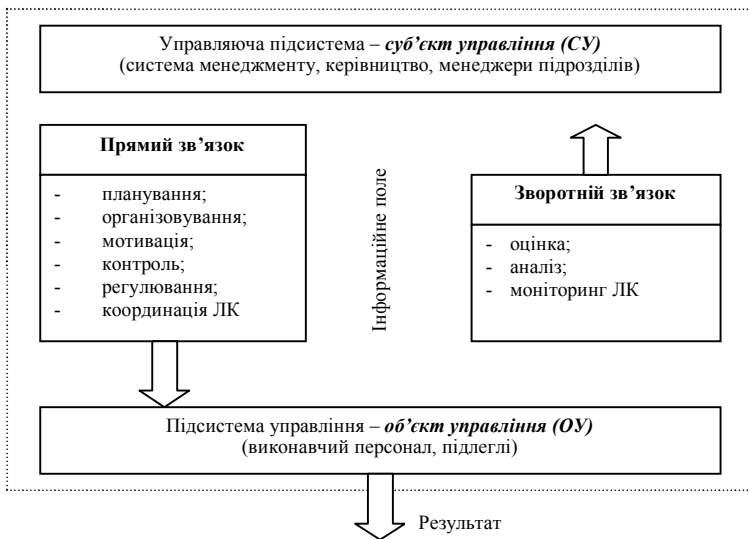 Управляюча підсистема – суб’єкт управління (СУ)
(система менеджменту, керівництво, менеджери підрозділів)
Прямий зв’язок
- планування;
- організовування;
- мотивація;
- контроль;
- регулювання;
- координація ЛК
Інформаційне поле
Зворотній зв’язок
- оцінка;
- аналіз;
- моніторинг ЛК
Підсистема управління – об’єкт управління (ОУ)
(виконавчий персонал, підлеглі)
Результат